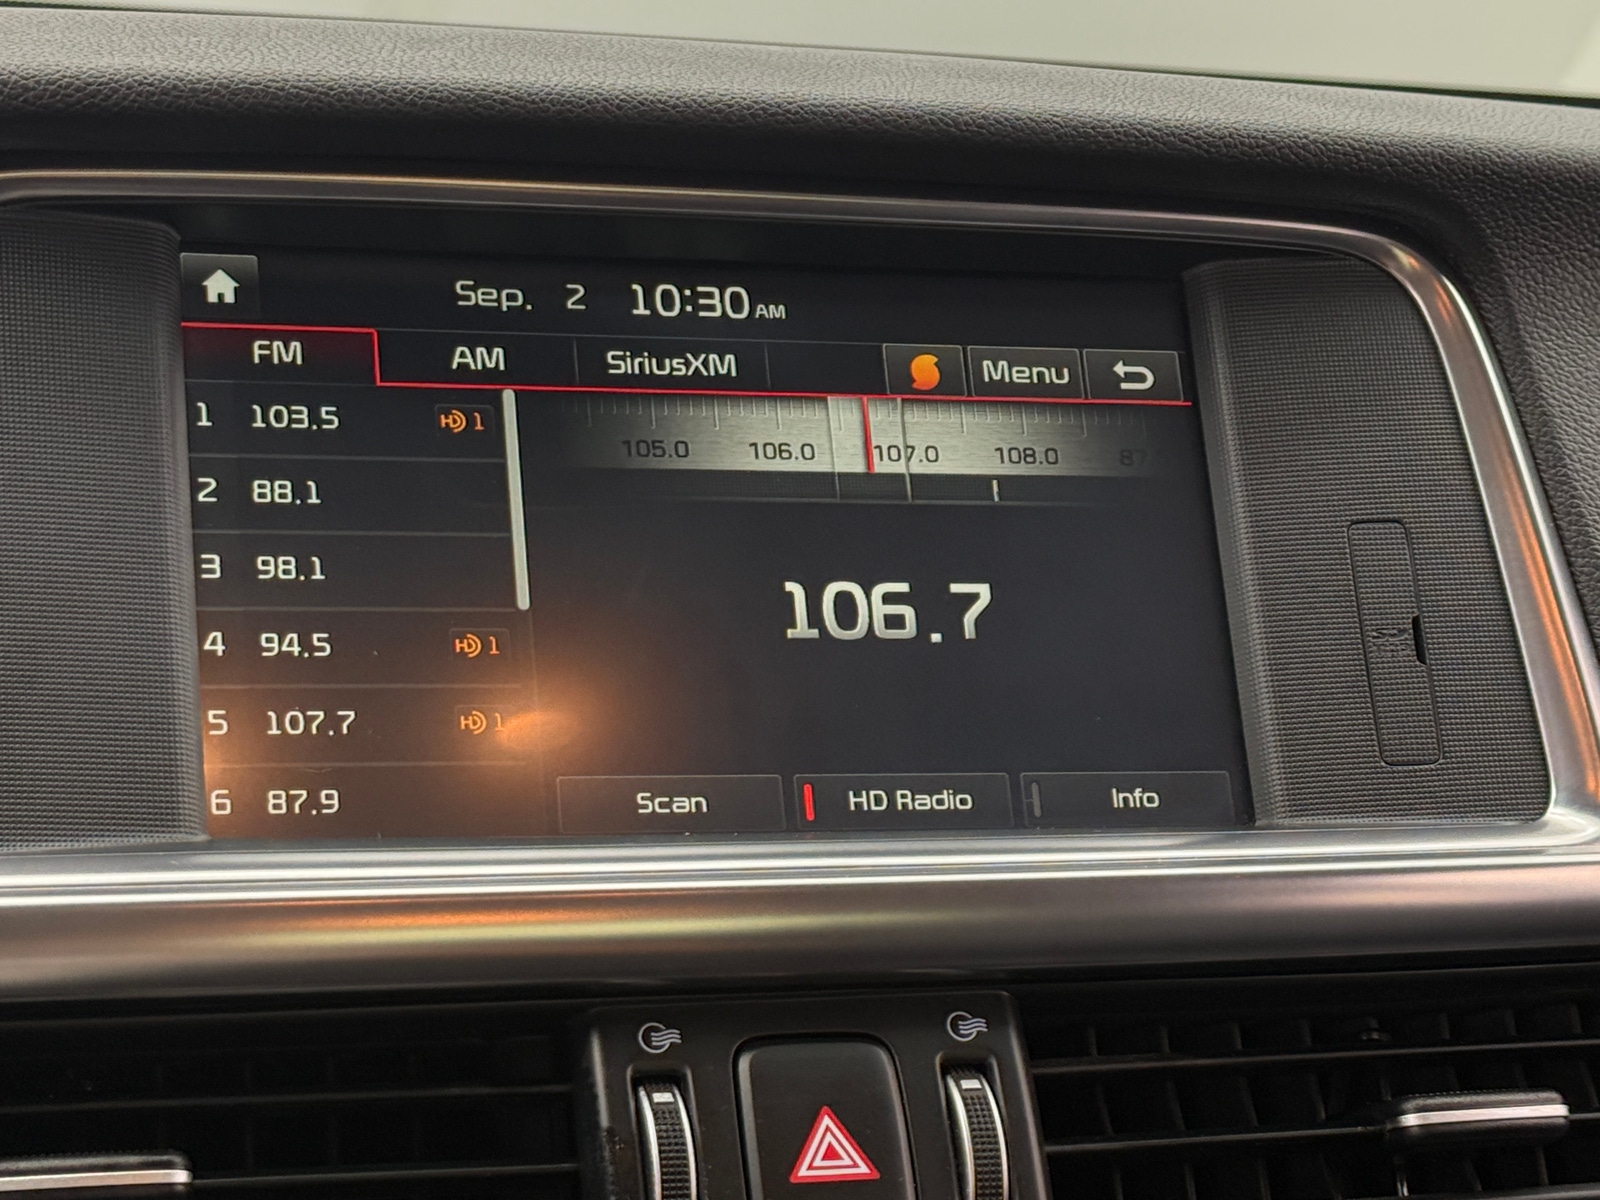 Sep. 2 10:30 AM
FM AM SiriusXM Menu
1 103.5 HD 1
2 88.1
3 98.1
4 94.5 HD 1
5 107.7 HD 1
6 87.9
105.0 106.0 107.0 108.0 87
106.7
Scan HD Radio Info